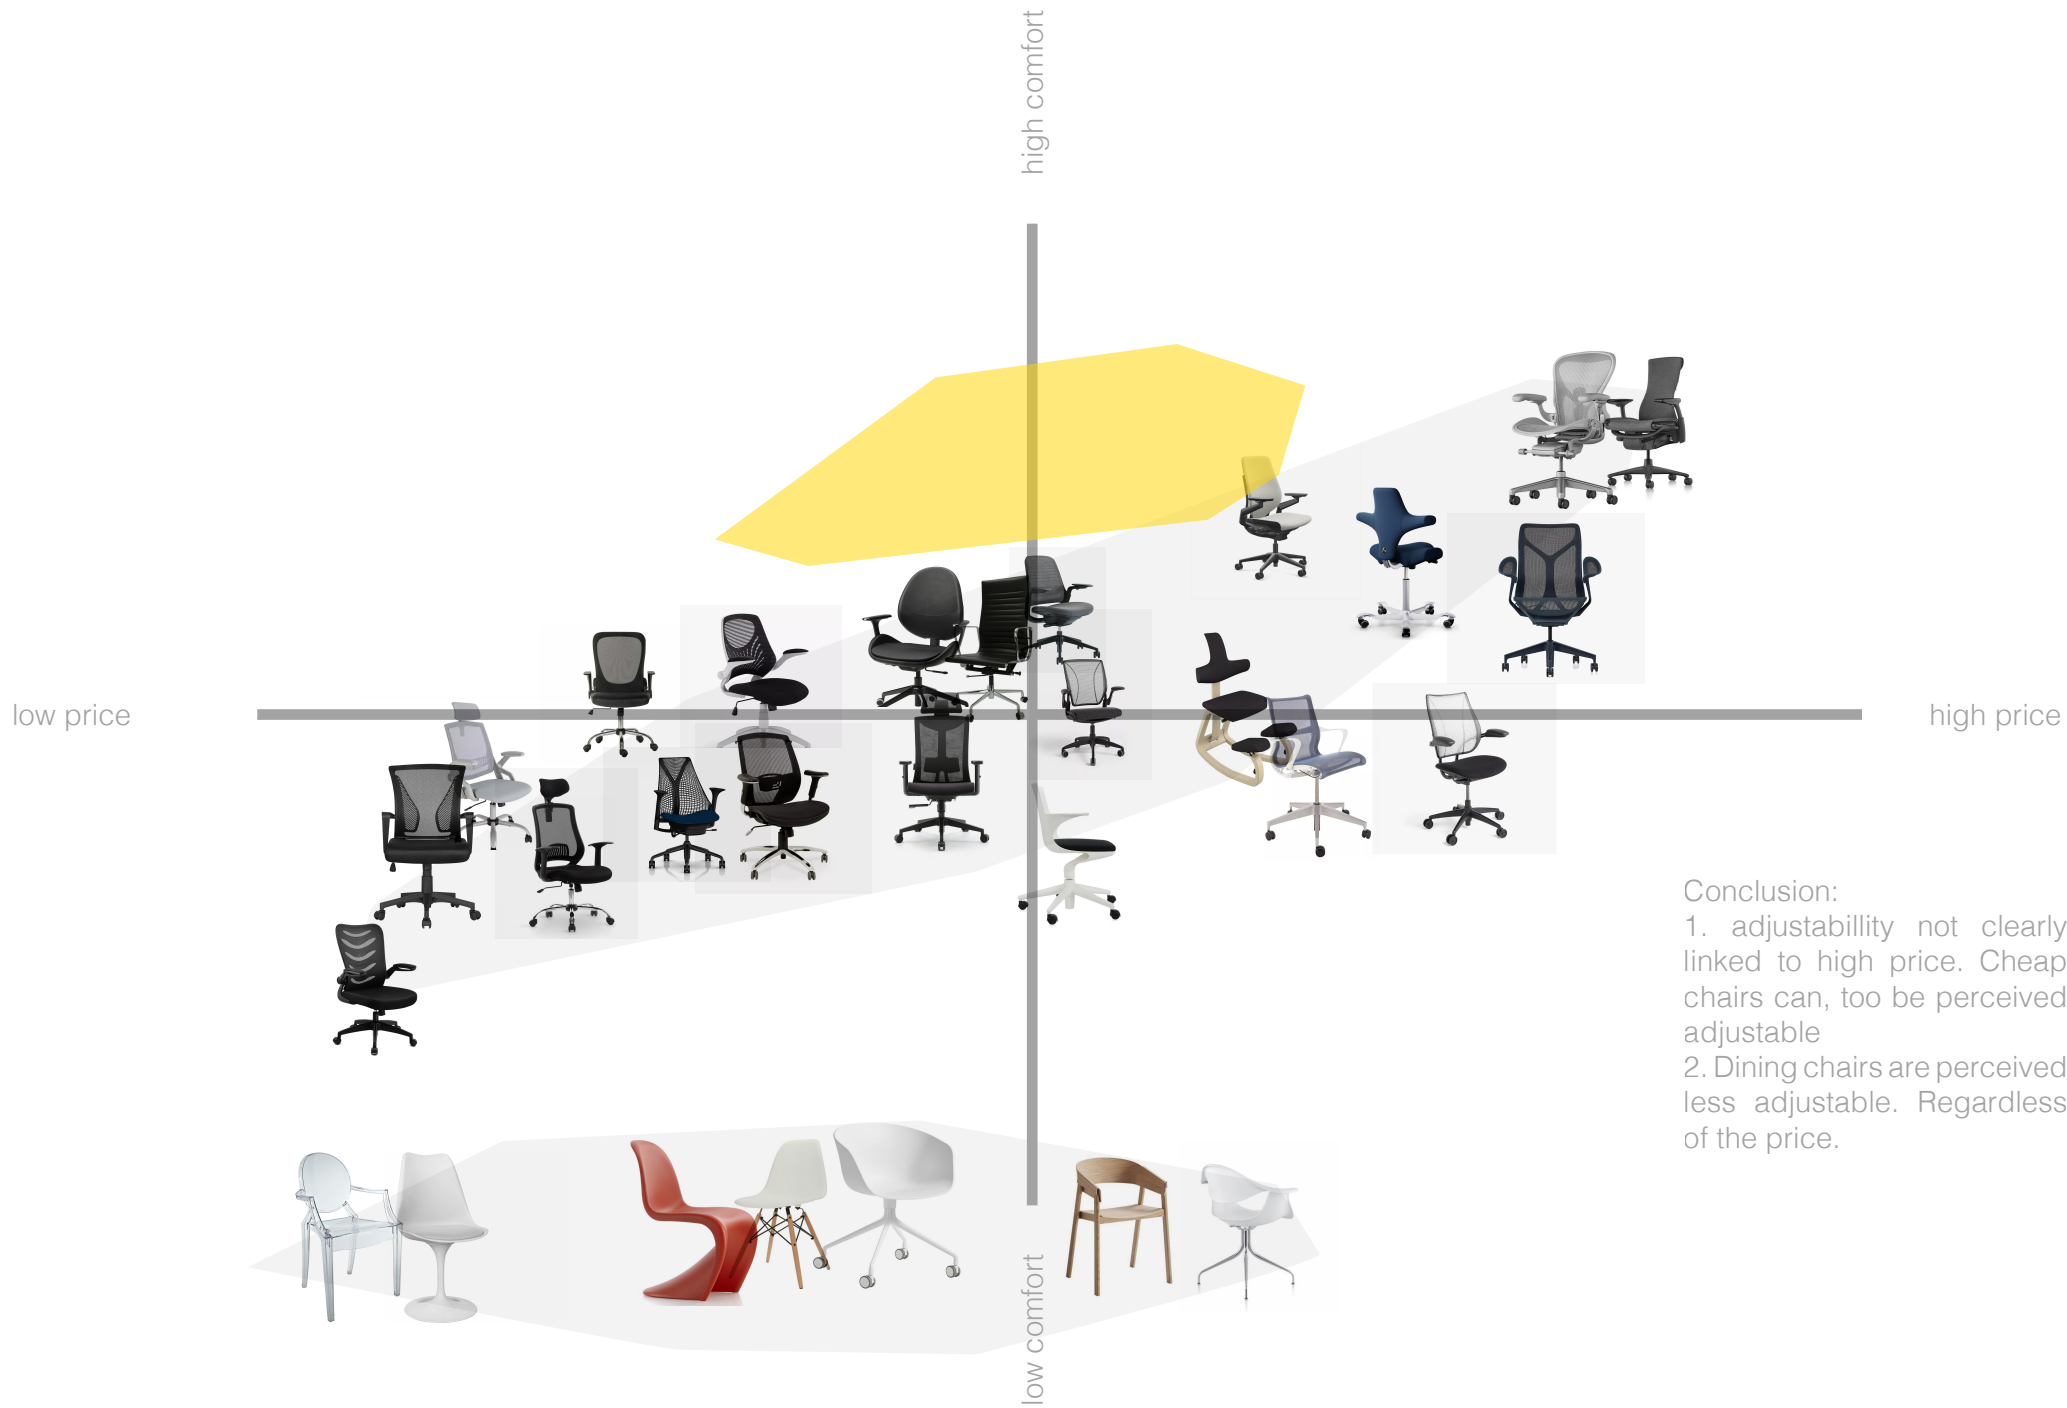 high comfort
low price
high price
Conclusion:
1. adjustabillity not clearly
linked to high price. Cheap
chairs can, too be perceived
adjustable
2. Dining chairs are perceived
less adjustable. Regardless
of the price.
low comfort